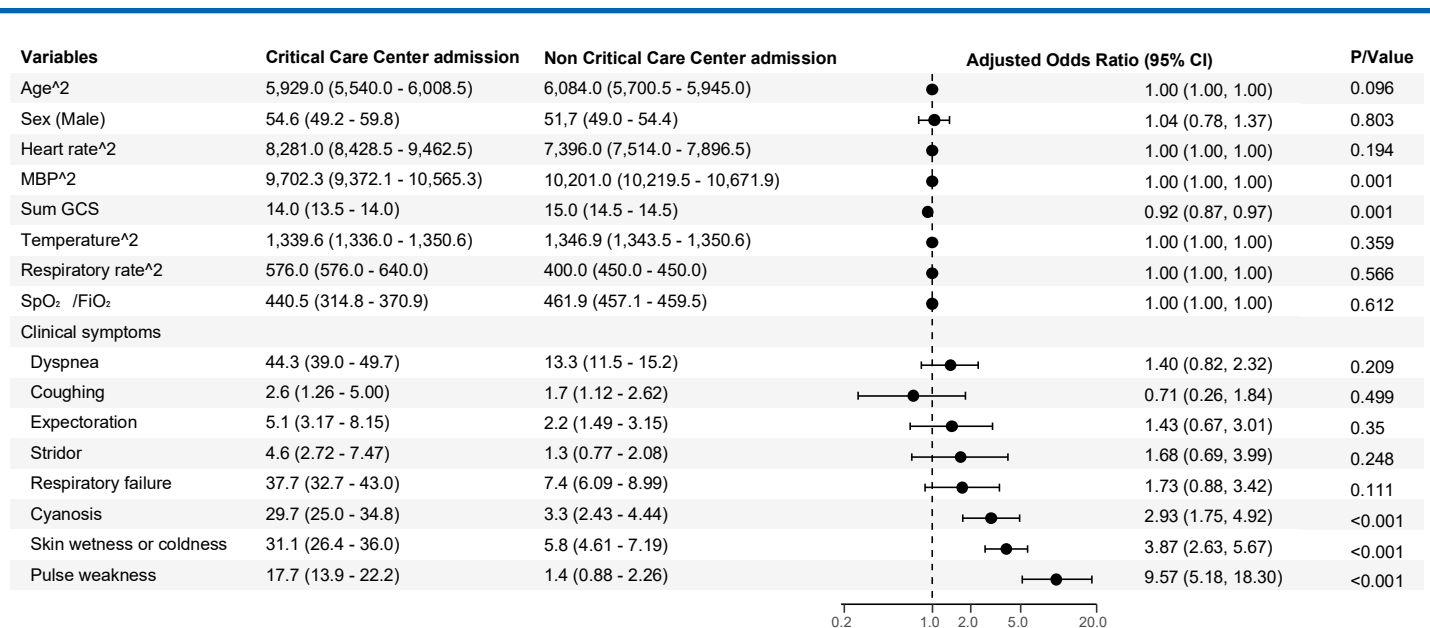 Variables Critical Care Center admission Non Critical Care Center admission Adjusted Odds Ratio (95% CI) P/Value
Age^2 5,929.0 (5,540.0 - 6,008.5) 6,084.0 (5,700.5 - 5,945.0) 1.00 (1.00, 1.00) 0.096
Sex (Male) 54.6 (49.2 - 59.8) 51,7 (49.0 - 54.4) 1.04 (0.78, 1.37) 0.803
Heart rate^2 8,281.0 (8,428.5 - 9,462.5) 7,396.0 (7,514.0 - 7,896.5) 1.00 (1.00, 1.00) 0.194
MBP^2 9,702.3 (9,372.1 - 10,565.3) 10,201.0 (10,219.5 - 10,671.9) 1.00 (1.00, 1.00) 0.001
Sum GCS 14.0 (13.5 - 14.0) 15.0 (14.5 - 14.5) 0.92 (0.87, 0.97) 0.001
Temperature^2 1,339.6 (1,336.0 - 1,350.6) 1,346.9 (1,343.5 - 1,350.6) 1.00 (1.00, 1.00) 0.359
Respiratory rate^2 576.0 (576.0 - 640.0) 400.0 (450.0 - 450.0) 1.00 (1.00, 1.00) 0.566
SpO₂ /FiO₂ 440.5 (314.8 - 370.9) 461.9 (457.1 - 459.5) 1.00 (1.00, 1.00) 0.612
Clinical symptoms
Dyspnea 44.3 (39.0 - 49.7) 13.3 (11.5 - 15.2) 1.40 (0.82, 2.32) 0.209
Coughing 2.6 (1.26 - 5.00) 1.7 (1.12 - 2.62) 0.71 (0.26, 1.84) 0.499
Expectoration 5.1 (3.17 - 8.15) 2.2 (1.49 - 3.15) 1.43 (0.67, 3.01) 0.35
Stridor 4.6 (2.72 - 7.47) 1.3 (0.77 - 2.08) 1.68 (0.69, 3.99) 0.248
Respiratory failure 37.7 (32.7 - 43.0) 7.4 (6.09 - 8.99) 1.73 (0.88, 3.42) 0.111
Cyanosis 29.7 (25.0 - 34.8) 3.3 (2.43 - 4.44) 2.93 (1.75, 4.92) <0.001
Skin wetness or coldness 31.1 (26.4 - 36.0) 5.8 (4.61 - 7.19) 3.87 (2.63, 5.67) <0.001
Pulse weakness 17.7 (13.9 - 22.2) 1.4 (0.88 - 2.26) 9.57 (5.18, 18.30) <0.001
0.2 1.0 2.0 5.0 20.0